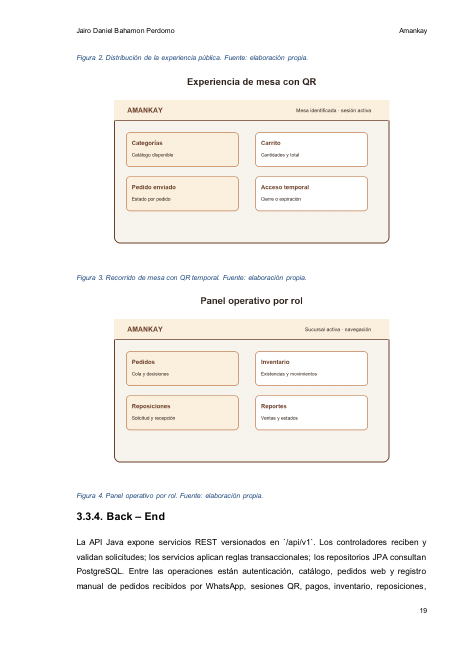 Jairo Daniel Bahamon Perdomo Amankay
Figura 2. Distribución de la experiencia pública. Fuente: elaboración propia.
Experiencia de mesa con QR
AMANKAY Mesa identificada · sesión activa
Categorías
Catálogo disponible
Carrito
Cantidades y total
Pedido enviado
Estado por pedido
Acceso temporal
Cierre o expiración
Figura 3. Recorrido de mesa con QR temporal. Fuente: elaboración propia.
Panel operativo por rol
AMANKAY Sucursal activa · navegación
Pedidos
Cola y decisiones
Inventario
Existencias y movimientos
Reposiciones
Solicitud y recepción
Reportes
Ventas y estados
Figura 4. Panel operativo por rol. Fuente: elaboración propia.
3.3.4. Back – End
La API Java expone servicios REST versionados en `/api/v1`. Los controladores reciben y
validan solicitudes; los servicios aplican reglas transaccionales; los repositorios JPA consultan
PostgreSQL. Entre las operaciones están autenticación, catálogo, pedidos web y registro
manual de pedidos recibidos por WhatsApp, sesiones QR, pagos, inventario, reposiciones,
19